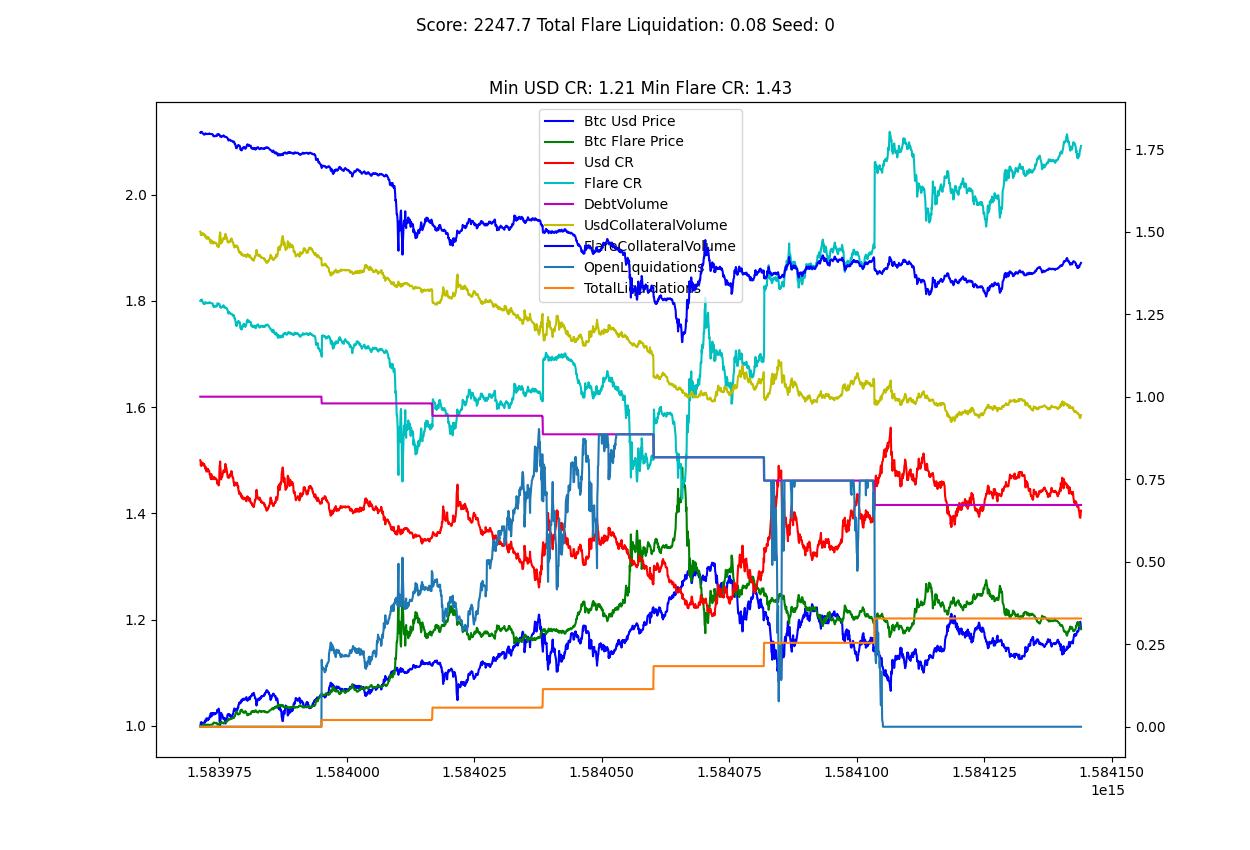 Score: 2247.7 Total Flare Liquidation: 0.08 Seed: 0
Min USD CR: 1.21 Min Flare CR: 1.43
Btc Usd Price
Btc Flare Price
Usd CR
Flare CR
DebtVolume
UsdCollateralVolume
FlareCollateralVolume
OpenLiquidations
TotalLiquidations
2.0
1.8
1.6
1.4
1.2
1.0
1.75
1.50
1.25
1.00
0.75
0.50
0.25
0.00
1.583975 1.584000 1.584025 1.584050 1.584075 1.584100 1.584125 1.584150
1e15